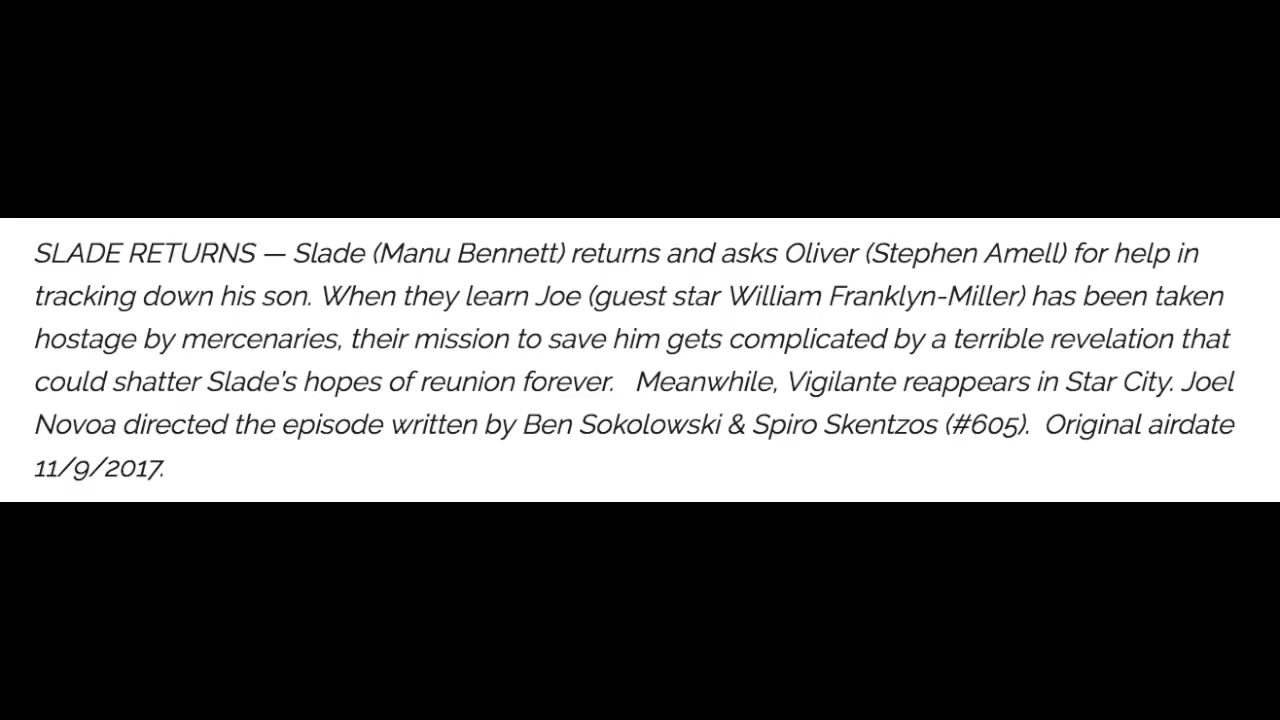 SLADE RETURNS — Slade (Manu Bennett) returns and asks Oliver (Stephen Amell) for help in
tracking down his son. When they learn Joe (guest star William Franklyn-Miller) has been taken
hostage by mercenaries, their mission to save him gets complicated by a terrible revelation that
could shatter Slade's hopes of reunion forever.   Meanwhile, Vigilante reappears in Star City. Joel
Novoa directed the episode written by Ben Sokolowski & Spiro Skentzos (#605).  Original airdate
11/9/2017.